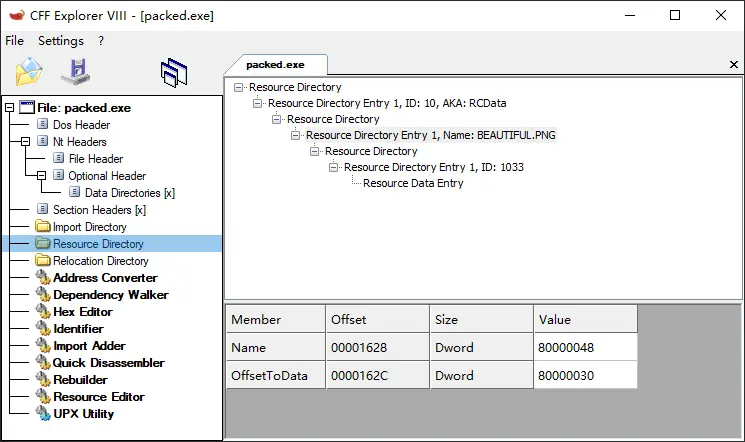 CFF Explorer VIII - [packed.exe]
File Settings ?
packed.exe
File: packed.exe
Dos Header
Nt Headers
File Header
Optional Header
Data Directories [x]
Section Headers [x]
Import Directory
Resource Directory
Relocation Directory
Address Converter
Dependency Walker
Hex Editor
Identifier
Import Adder
Quick Disassembler
Rebuilder
Resource Editor
UPX Utility
Resource Directory
Resource Directory Entry 1, ID: 10, AKA: RCData
Resource Directory
Resource Directory Entry 1, Name: BEAUTIFUL.PNG
Resource Directory
Resource Directory Entry 1, ID: 1033
Resource Data Entry
Member Offset Size Value
Name 00001628 Dword 80000048
OffsetToData 0000162C Dword 80000030